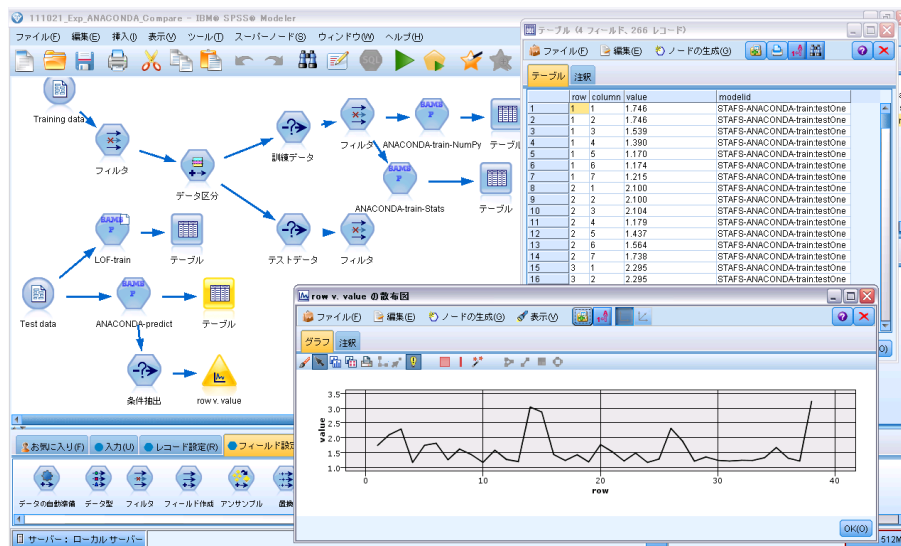 111021_Exp_ANACONDA_Compare - IBM® SPSS® Modeler
ファイル(F) 編集(E) 挿入(I) 表示(V) ツール(T) スーパーノード(S) ウィンドウ(W) ヘルプ(H)
SQL
Training data
フィルタ
データ区分
訓練データ
フィルタ
ANACONDA-train-NumPy
テーブル
ANACONDA-train-Stats
テーブル
テストデータ
フィルタ
LOF-train
テーブル
Test data
ANACONDA-predict
テーブル
条件抽出
row v. value
お気に入り(F) 入力(U) レコード設定(R) フィールド設定
データの自動準備 データ型 フィルタ フィールド作成 アンサンブル 置換
サーバー: ローカル サーバー
512M
テーブル (4 フィールド、266 レコード)
ファイル(F) 編集(E) ノードの生成(G)
テーブル 注釈
row column value modelid
1 1 1 1.746 STAFS-ANACONDA-train:testOne
2 1 2 1.746 STAFS-ANACONDA-train:testOne
3 1 3 1.539 STAFS-ANACONDA-train:testOne
4 1 4 1.390 STAFS-ANACONDA-train:testOne
5 1 5 1.170 STAFS-ANACONDA-train:testOne
6 1 6 1.174 STAFS-ANACONDA-train:testOne
7 1 7 1.215 STAFS-ANACONDA-train:testOne
8 2 1 2.100 STAFS-ANACONDA-train:testOne
9 2 2 2.100 STAFS-ANACONDA-train:testOne
10 2 3 2.104 STAFS-ANACONDA-train:testOne
11 2 4 1.179 STAFS-ANACONDA-train:testOne
12 2 5 1.437 STAFS-ANACONDA-train:testOne
13 2 6 1.564 STAFS-ANACONDA-train:testOne
14 2 7 1.738 STAFS-ANACONDA-train:testOne
15 3 1 2.295 STAFS-ANACONDA-train:testOne
16 3 2 2.295 STAFS-ANACONDA-train:testOne
row v. value の散布図
ファイル(F) 編集(E) ノードの生成(G) 表示(V)
グラフ 注釈
value
3.5
3.0
2.5
2.0
1.5
1.0
0 10 20 30 40
row
OK(O)